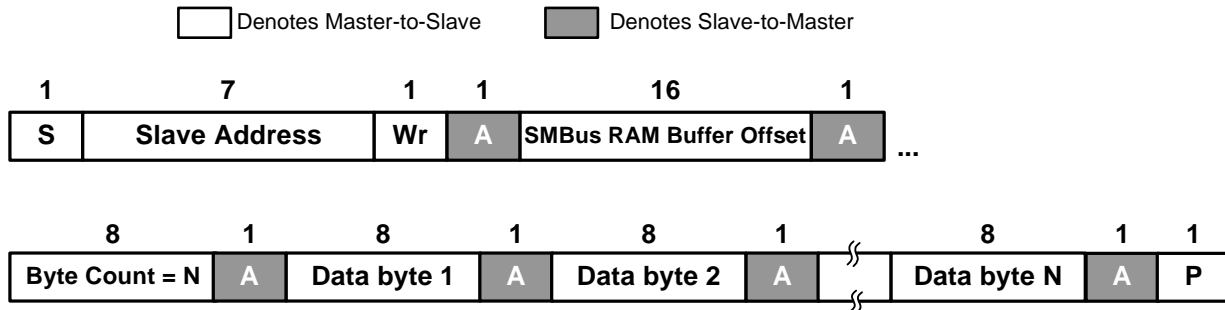 Denotes Master-to-Slave Denotes Slave-to-Master
1 7 1 1 16 1
S Slave Address Wr A SMBus RAM Buffer Offset A ...
8 1 8 1 8 1 8 1 1
Byte Count = N A Data byte 1 A Data byte 2 A Data byte N A P